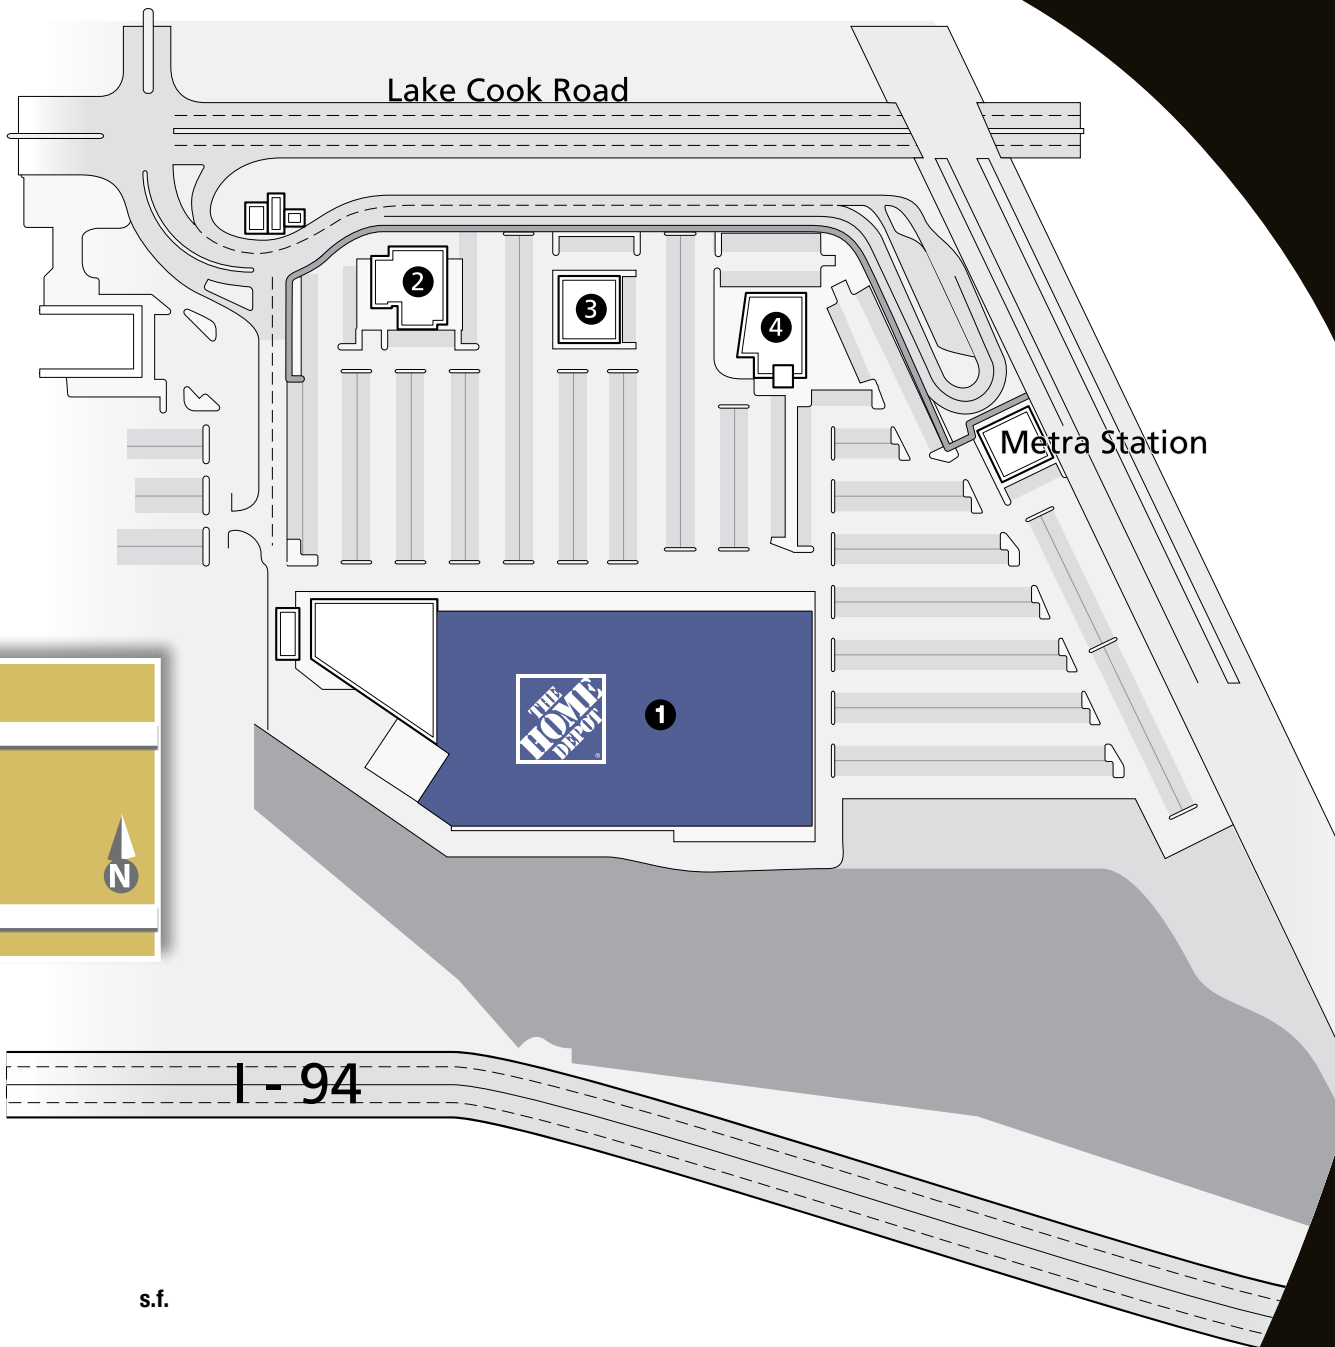 Lake Cook Road
2
3
4
Metra Station
THE
HOME
DEPOT
®
1
N
I - 94
s.f.